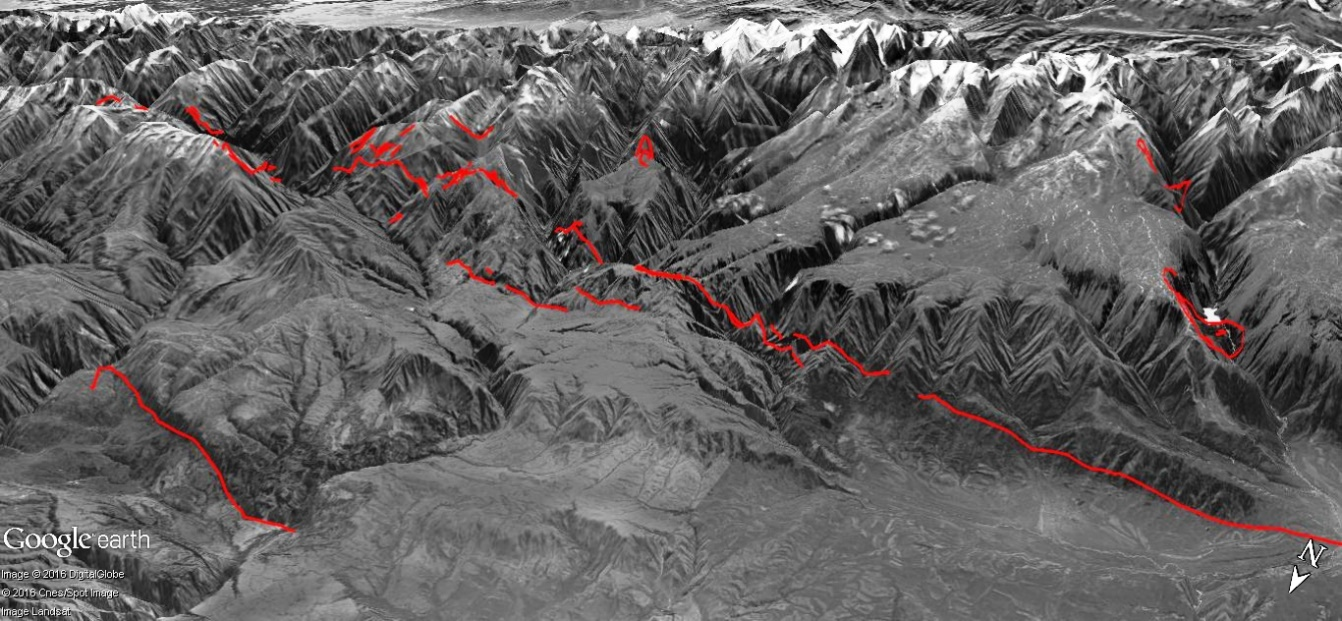 Google earth
Image © 2016 DigitalGlobe
© 2016 Cnes/Spot Image
Image Landsat
N